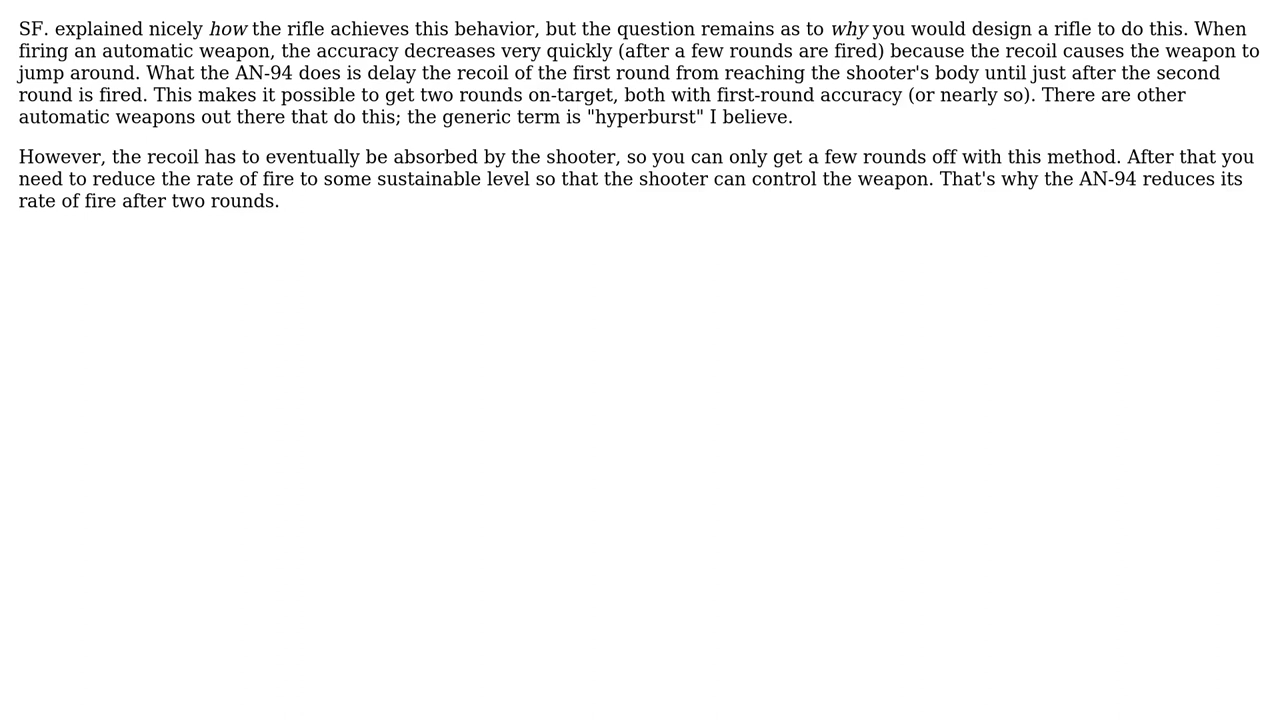 SF. explained nicely how the rifle achieves this behavior, but the question remains as to why you would design a rifle to do this. When
firing an automatic weapon, the accuracy decreases very quickly (after a few rounds are fired) because the recoil causes the weapon to
jump around. What the AN-94 does is delay the recoil of the first round from reaching the shooter's body until just after the second
round is fired. This makes it possible to get two rounds on-target, both with first-round accuracy (or nearly so). There are other
automatic weapons out there that do this; the generic term is "hyperburst" I believe.
However, the recoil has to eventually be absorbed by the shooter, so you can only get a few rounds off with this method. After that you
need to reduce the rate of fire to some sustainable level so that the shooter can control the weapon. That's why the AN-94 reduces its
rate of fire after two rounds.